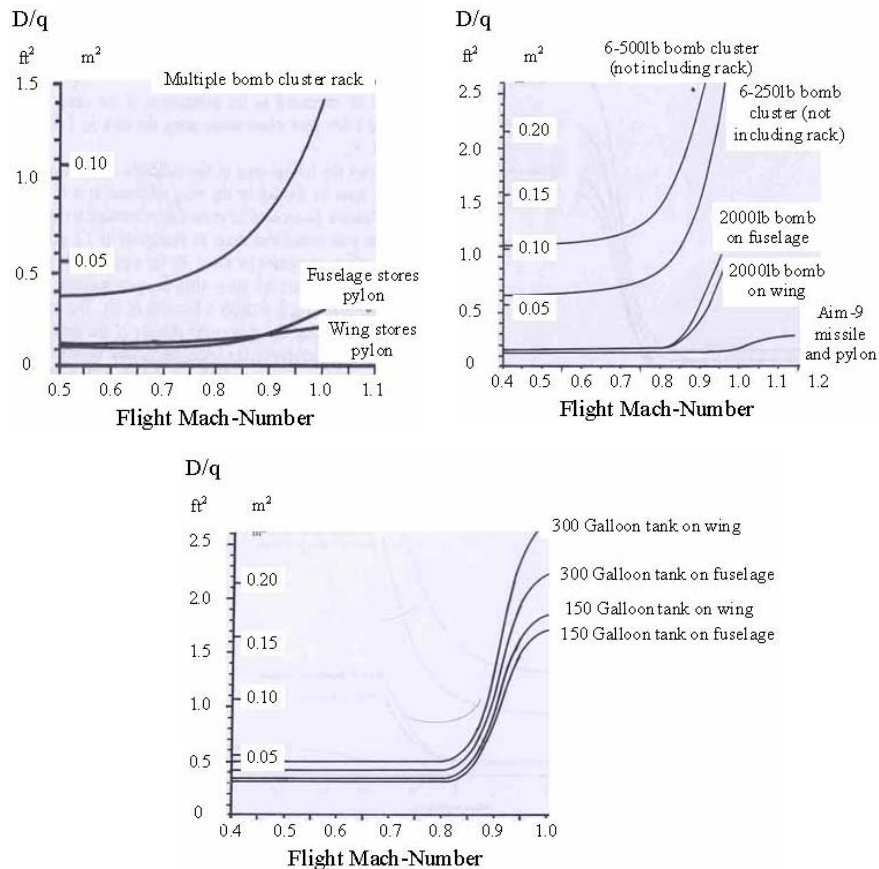 D/q
ft² m²
1.5
1.0
0.5
0
0.10
0.05
Multiple bomb cluster rack
Fuselage stores
pylon
Wing stores
pylon
0.5 0.6 0.7 0.8 0.9 1.0 1.1
Flight Mach-Number
D/q
ft² m²
2.5
2.0
1.5
1.0
0.5
0
0.20
0.15
0.10
0.05
6-500lb bomb cluster
(not including rack)
6-250lb bomb
cluster (not
including rack)
2000lb bomb
on fuselage
2000lb bomb
on wing
Aim-9
missile
and pylon
0.4 0.5 0.6 0.7 0.8 0.9 1.0 1.1 1.2
Flight Mach-Number
D/q
ft² m²
2.5
2.0
1.5
1.0
0.5
0
0.20
0.15
0.10
0.05
300 Galloon tank on wing
300 Galloon tank on fuselage
150 Galloon tank on wing
150 Galloon tank on fuselage
0.4 0.5 0.6 0.7 0.8 0.9 1.0
Flight Mach-Number